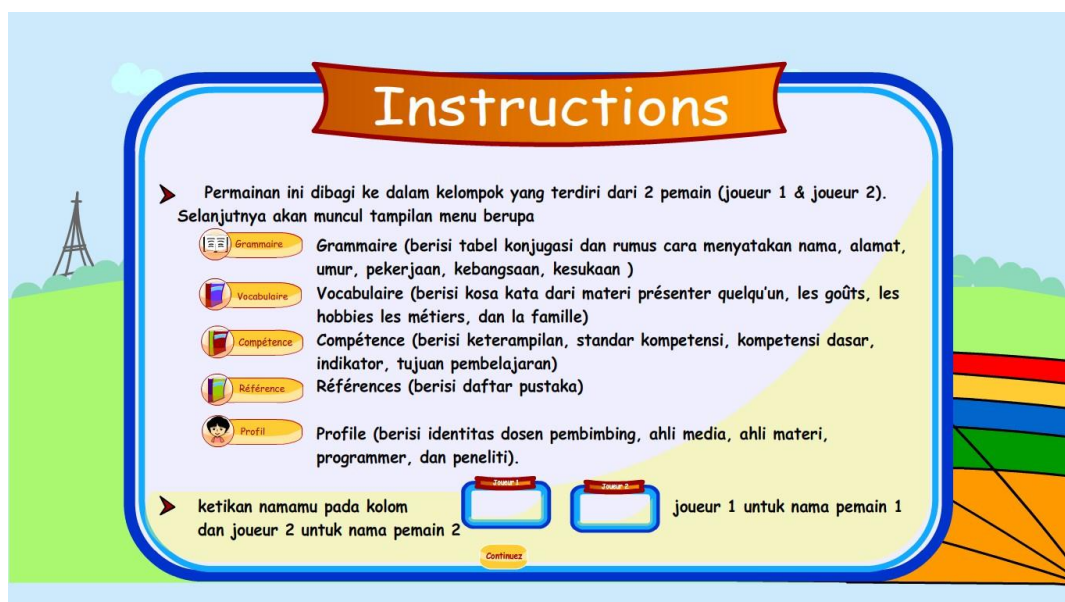 Instructions
Permainan ini dibagi ke dalam kelompok yang terdiri dari 2 pemain (joueur 1 & joueur 2).
Selanjutnya akan muncul tampilan menu berupa
Grammaire
Grammaire (berisi tabel konjugasi dan rumus cara menyatakan nama, alamat,
umur, pekerjaan, kebangsaan, kesukaan )
Vocabulaire
Vocabulaire (berisi kosa kata dari materi présenter quelqu'un, les goûts, les
hobbies les métiers, dan la famille)
Compétence
Compétence (berisi keterampilan, standar kompetensi, kompetensi dasar,
indikator, tujuan pembelajaran)
Référence
Références (berisi daftar pustaka)
Profil
Profile (berisi identitas dosen pembimbing, ahli media, ahli materi,
programmer, dan peneliti).
Joueur 1
Joueur 2
ketikan namamu pada kolom
joueur 1 untuk nama pemain 1
dan joueur 2 untuk nama pemain 2
Continuez